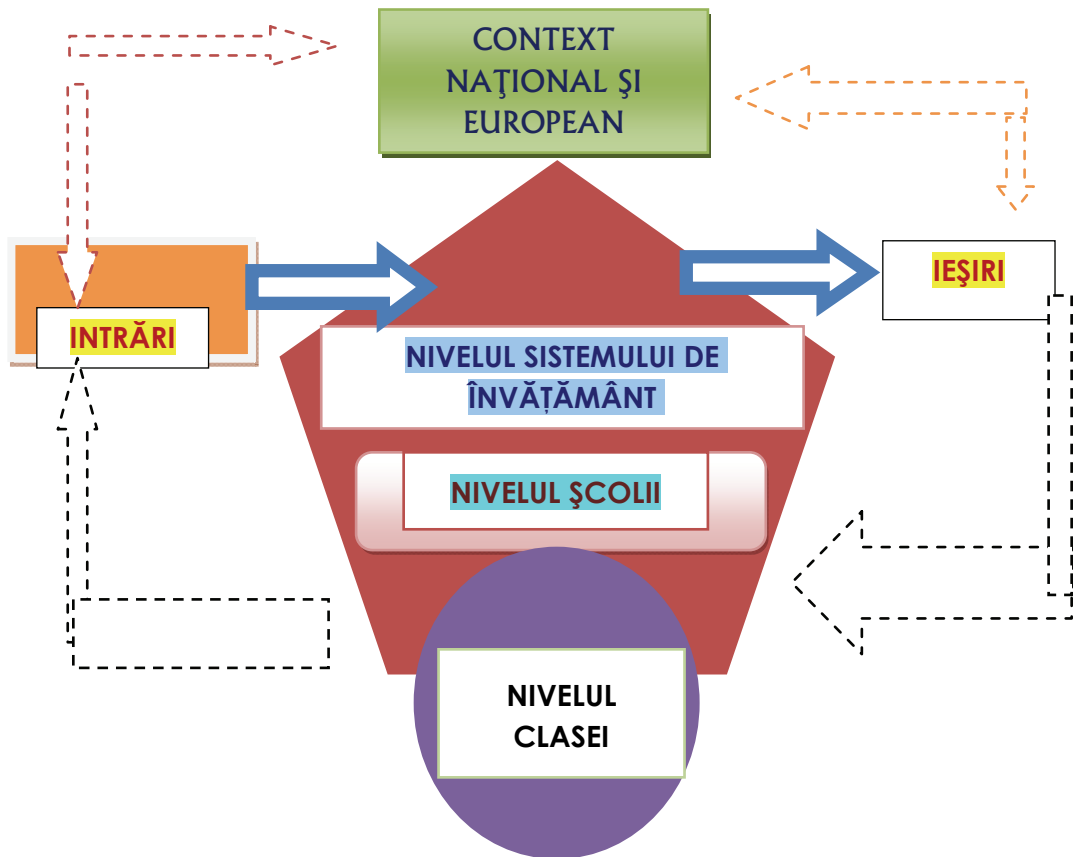 CONTEXT
NAŢIONAL ŞI
EUROPEAN
INTRĂRI
IEŞIRI
NIVELUL SISTEMULUI DE
ÎNVĂȚĂMÂNT
NIVELUL ŞCOLII
NIVELUL
CLASEI